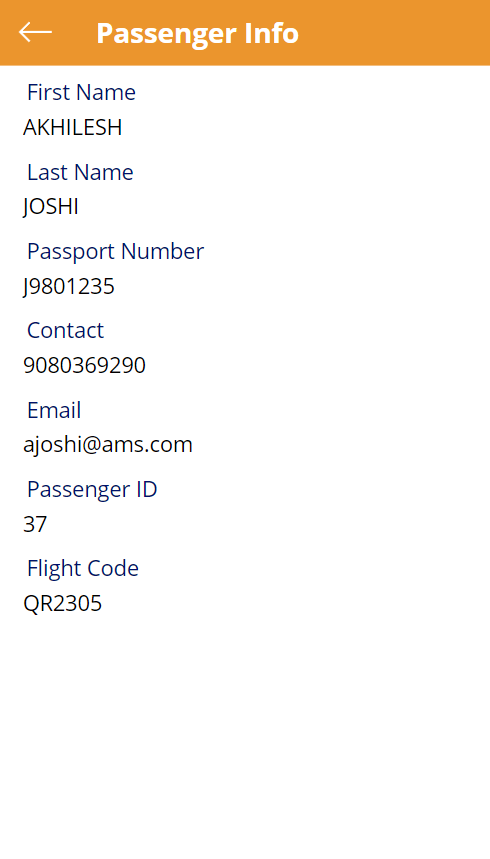 Passenger Info
First Name
AKHILESH
Last Name
JOSHI
Passport Number
J9801235
Contact
9080369290
Email
ajoshi@ams.com
Passenger ID
37
Flight Code
QR2305